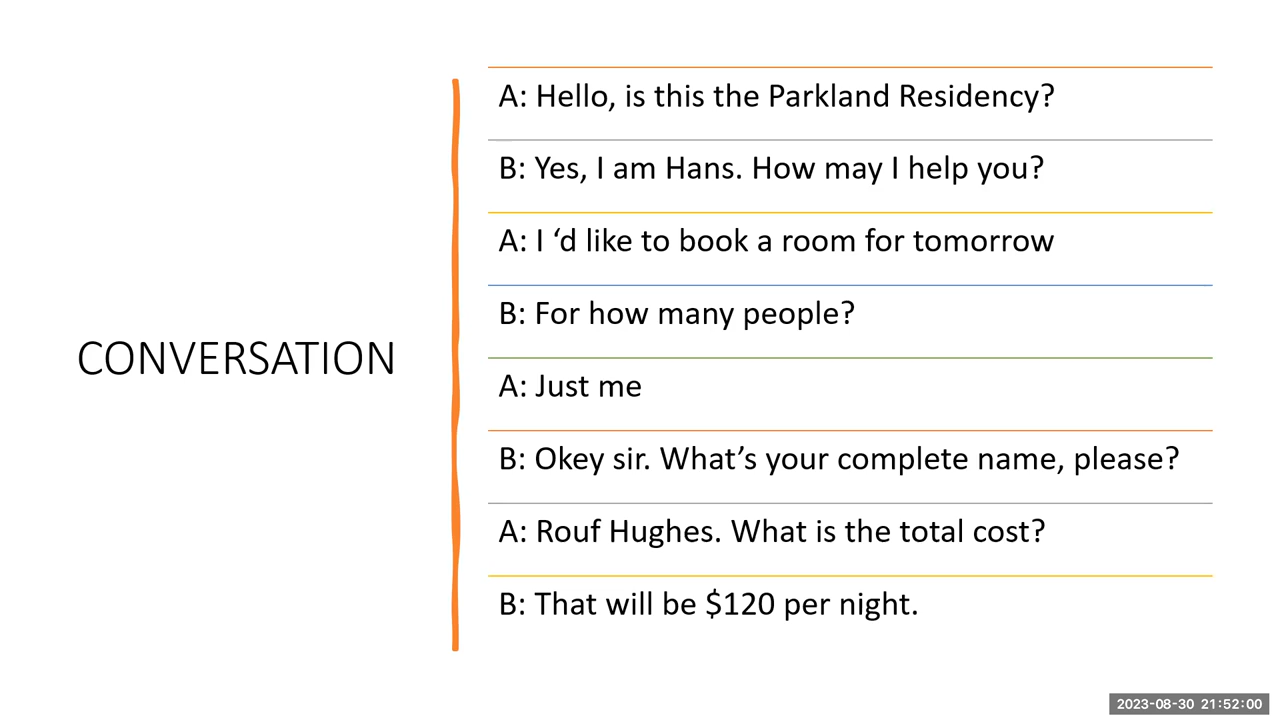 CONVERSATION
A: Hello, is this the Parkland Residency?
B: Yes, I am Hans. How may I help you?
A: I ‘d like to book a room for tomorrow
B: For how many people?
A: Just me
B: Okey sir. What’s your complete name, please?
A: Rouf Hughes. What is the total cost?
B: That will be $120 per night.
2023-08-30 21:52:00